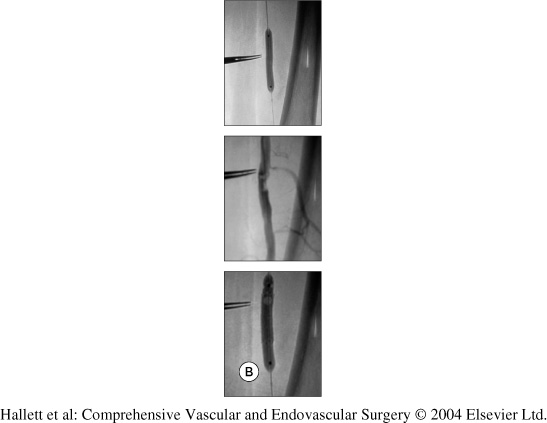 B
Hallett et al: Comprehensive Vascular and Endovascular Surgery © 2004 Elsevier Ltd.